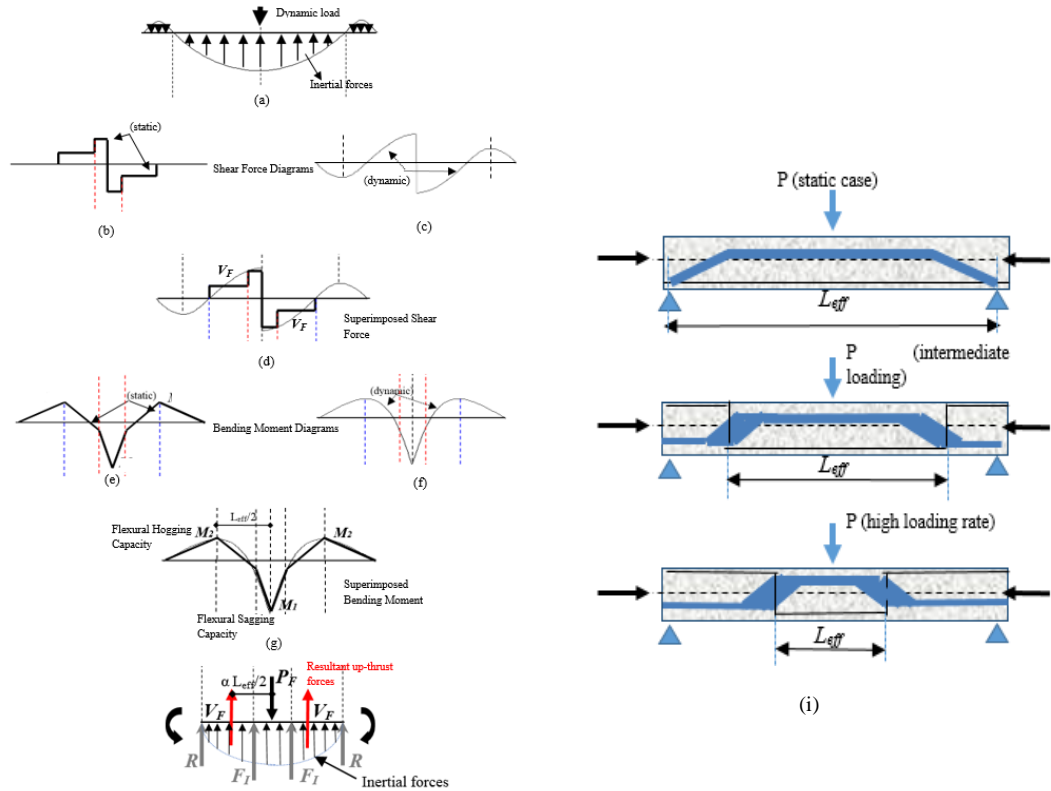 Dynamic load
Inertial forces
(a)
(static)
Shear Force Diagrams
(dynamic)
(b)
(c)
V_F
V_F
Superimposed Shear
Force
(d)
(static)
(dynamic)
Bending Moment Diagrams
(e)
(f)
L_eff/2
Flexural Hogging
Capacity
M_2
M_2
M_1
Superimposed
Bending Moment
Flexural Sagging
Capacity
(g)
Resultant up-thrust
forces
α L_eff/2
P_F
V_F
V_F
R
F_I
F_I
R
Inertial forces
P (static case)
L_eff
P (intermediate
loading)
L_eff
P (high loading rate)
L_eff
(i)